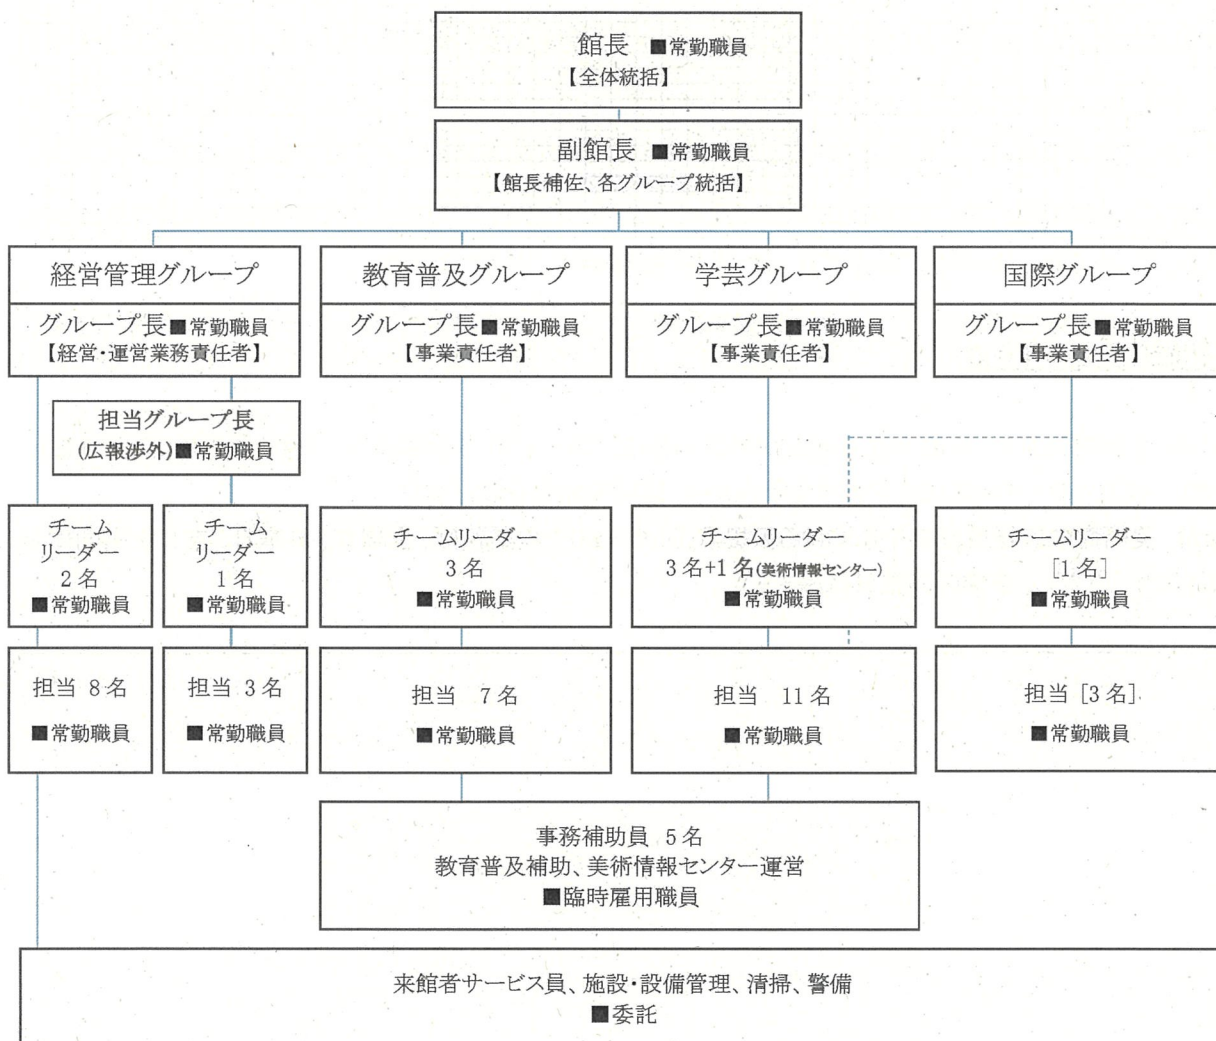 館長 ■常勤職員
【全体統括】
副館長 ■常勤職員
【館長補佐、各グループ統括】
経営管理グループ
グループ長■常勤職員
【経営・運営業務責任者】
教育普及グループ
グループ長■常勤職員
【事業責任者】
学芸グループ
グループ長■常勤職員
【事業責任者】
国際グループ
グループ長■常勤職員
【事業責任者】
担当グループ長
(広報渉外)■常勤職員
チーム
リーダー
2名
■常勤職員
チーム
リーダー
1名
■常勤職員
チームリーダー
3名
■常勤職員
チームリーダー
3名+1名(美術情報センター)
■常勤職員
チームリーダー
[1名]
■常勤職員
担当 8名
■常勤職員
担当 3名
■常勤職員
担当 7名
■常勤職員
担当 11名
■常勤職員
担当 [3名]
■常勤職員
事務補助員 5名
教育普及補助、美術情報センター運営
■臨時雇用職員
来館者サービス員、施設・設備管理、清掃、警備
■委託